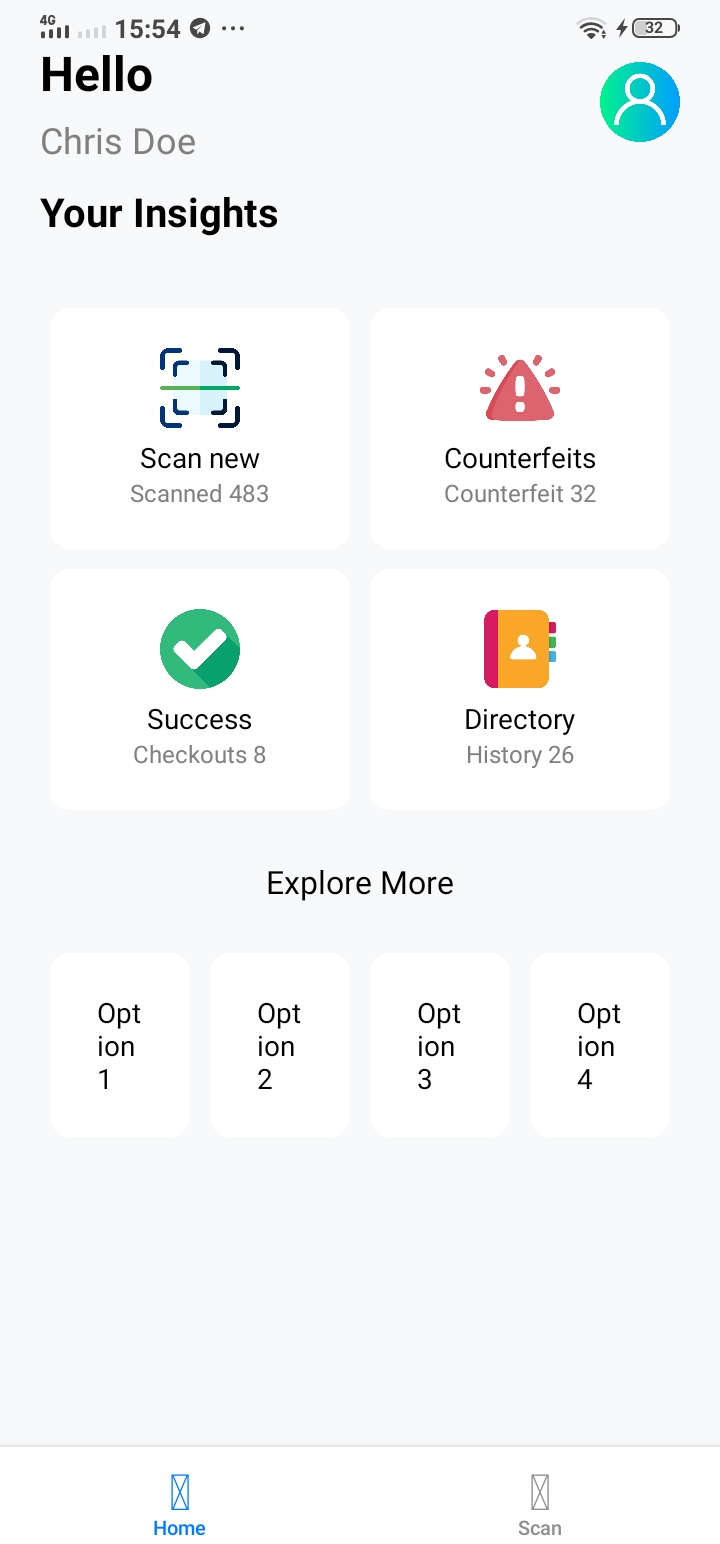 4G 15:54 ... 32
Hello
Chris Doe
Your Insights
Scan new Counterfeits
Scanned 483 Counterfeit 32
Success Directory
Checkouts 8 History 26
Explore More
Opt Opt Opt Opt
ion ion ion ion
1 2 3 4
Home Scan